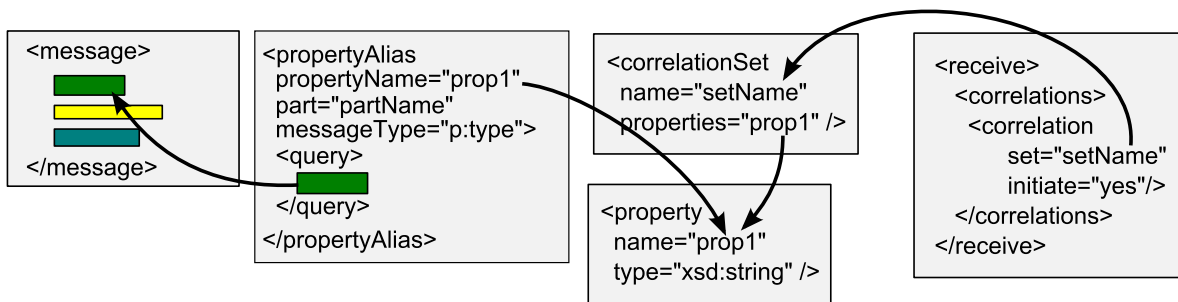 <message>
</message>
<propertyAlias
propertyName="prop1"
part="partName"
messageType="p:type">
<query>
</query>
</propertyAlias>
<correlationSet
name="setName"
properties="prop1" />
<property
name="prop1"
type="xsd:string" />
<receive>
<correlations>
<correlation
set="setName"
initiate="yes"/>
</correlations>
</receive>